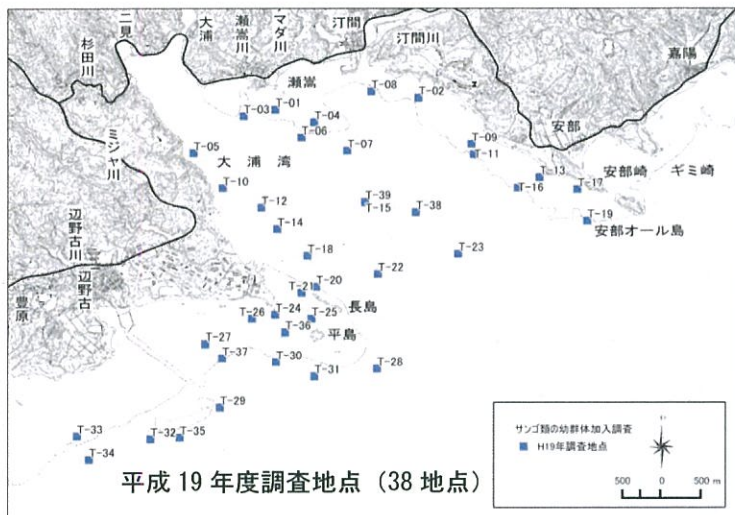 杉田川
二見
大浦
瀬嵩川
マダ川
汀間
汀間川
嘉陽
瀬嵩
T-08
T-02
T-03
T-01
T-04
T-06
T-07
T-09
T-11
安部
T-05
大浦湾
ミジャ川
T-10
T-13
安部崎
ギミ崎
T-16
T-17
T-12
T-39
T-15
T-38
T-19
安部オール島
T-14
T-18
T-23
T-22
辺野古川
辺野古
豊原
T-21
T-20
長島
T-24
T-26
T-25
T-36
平島
T-27
T-37
T-30
T-31
T-28
T-29
T-33
T-32
T-35
T-34
サンゴ類の幼群体加入調査
H19年調査地点
500 0 500 m
平成19年度調査地点（38地点）